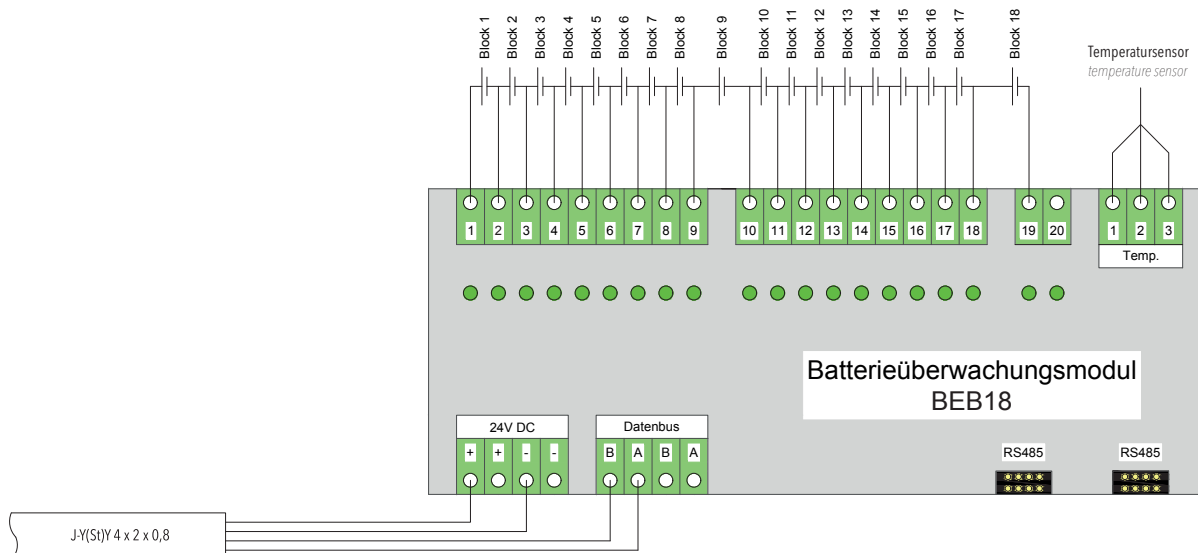 Block 1
Block 2
Block 3
Block 4
Block 5
Block 6
Block 7
Block 8
Block 9
Block 10
Block 11
Block 12
Block 13
Block 14
Block 15
Block 16
Block 17
Block 18
Temperatursensor
temperature sensor
1 2 3 4 5 6 7 8 9 10 11 12 13 14 15 16 17 18 19 20 1 2 3
Temp.
Batterieüberwachungsmodul
BEB18
24V DC Datenbus
+ + - - B A B A
RS485 RS485
J-Y(St)Y 4 x 2 x 0,8